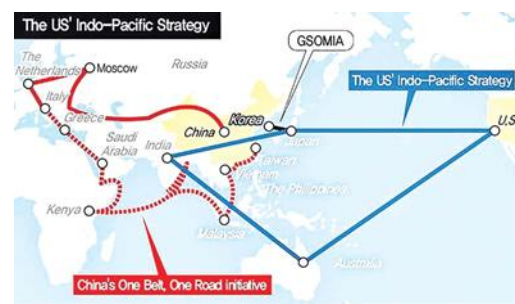 The US' Indo-Pacific Strategy
GSOMIA
The
Netherlands
Moscow
Russia
The US' Indo-Pacific Strategy
Italy
Greece
China
Korea
Japan
U.S
Saudi
Arabia
India
Taiwan
Vietnam
The Philippines
Kenya
Malaysia
Australia
China's One Belt, One Road initiative